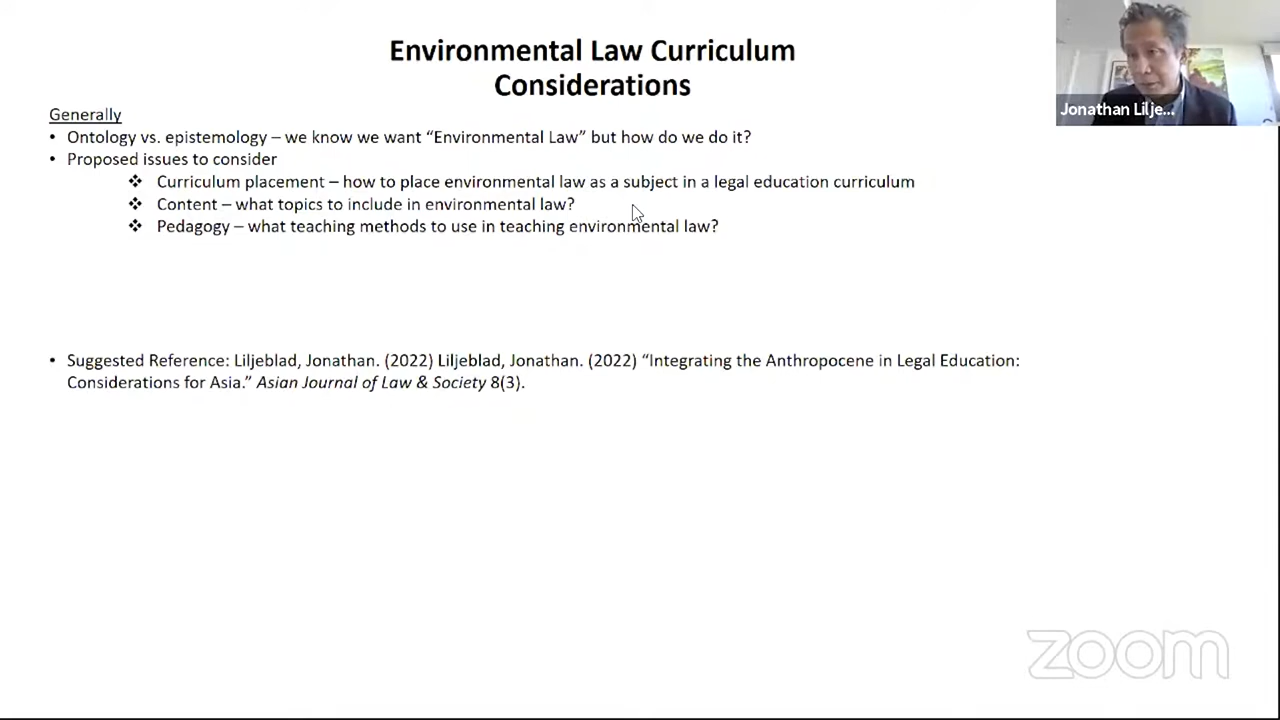 Environmental Law Curriculum
Considerations
Generally
• Ontology vs. epistemology – we know we want “Environmental Law” but how do we do it?
• Proposed issues to consider
❖ Curriculum placement – how to place environmental law as a subject in a legal education curriculum
❖ Content – what topics to include in environmental law?
❖ Pedagogy – what teaching methods to use in teaching environmental law?
• Suggested Reference: Liljeblad, Jonathan. (2022) Liljeblad, Jonathan. (2022) “Integrating the Anthropocene in Legal Education:
Considerations for Asia.” Asian Journal of Law & Society 8(3).
Jonathan Lilje...
zoom